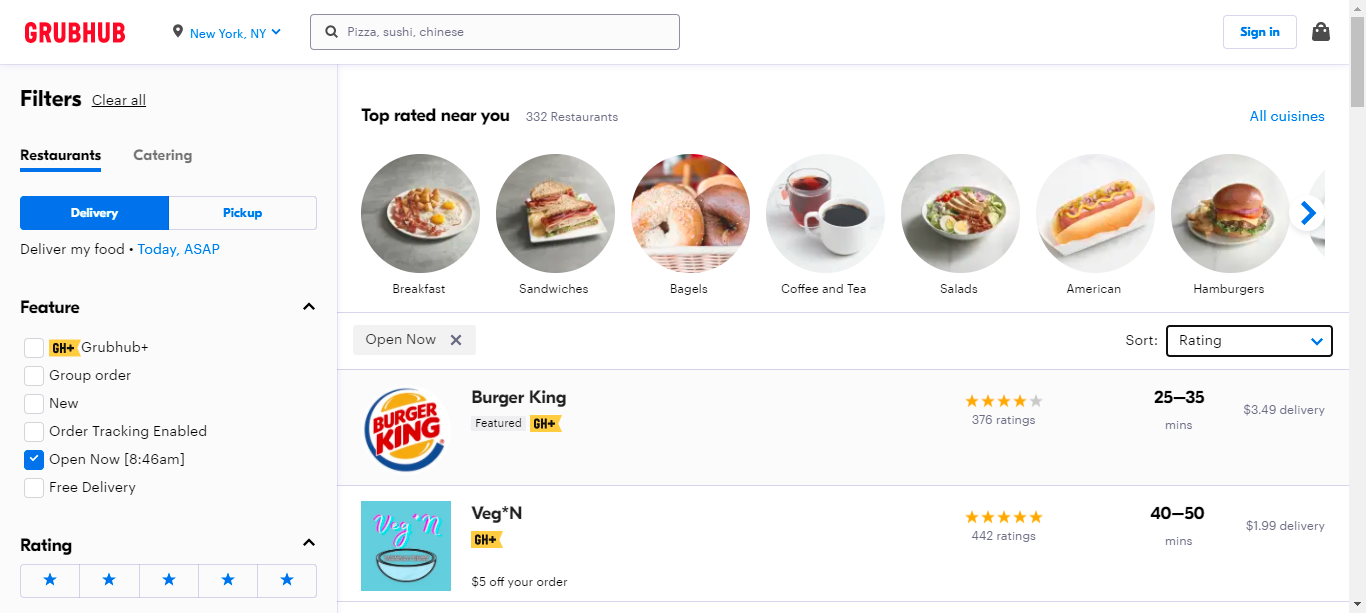 GRUBHUB
New York, NY
Pizza, sushi, chinese
Sign in
Filters Clear all
Restaurants Catering
Delivery Pickup
Deliver my food • Today, ASAP
Feature
GH+ Grubhub+
Group order
New
Order Tracking Enabled
Open Now [8:46am]
Free Delivery
Rating
Top rated near you 332 Restaurants All cuisines
Breakfast Sandwiches Bagels Coffee and Tea Salads American Hamburgers
Open Now Sort: Rating
BURGER
KING
Burger King
Featured GH+
376 ratings
25–35
mins
$3.49 delivery
Veg*N
Veg*N
GH+
$5 off your order
442 ratings
40–50
mins
$1.99 delivery